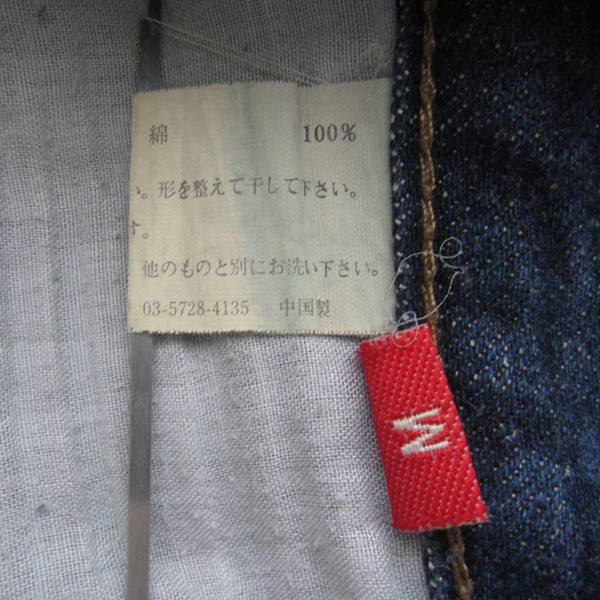 綿 100%
。形を整えて干して下さい。
す。
他のものと別にお洗い下さい。
03-5728-4135 中国製
M